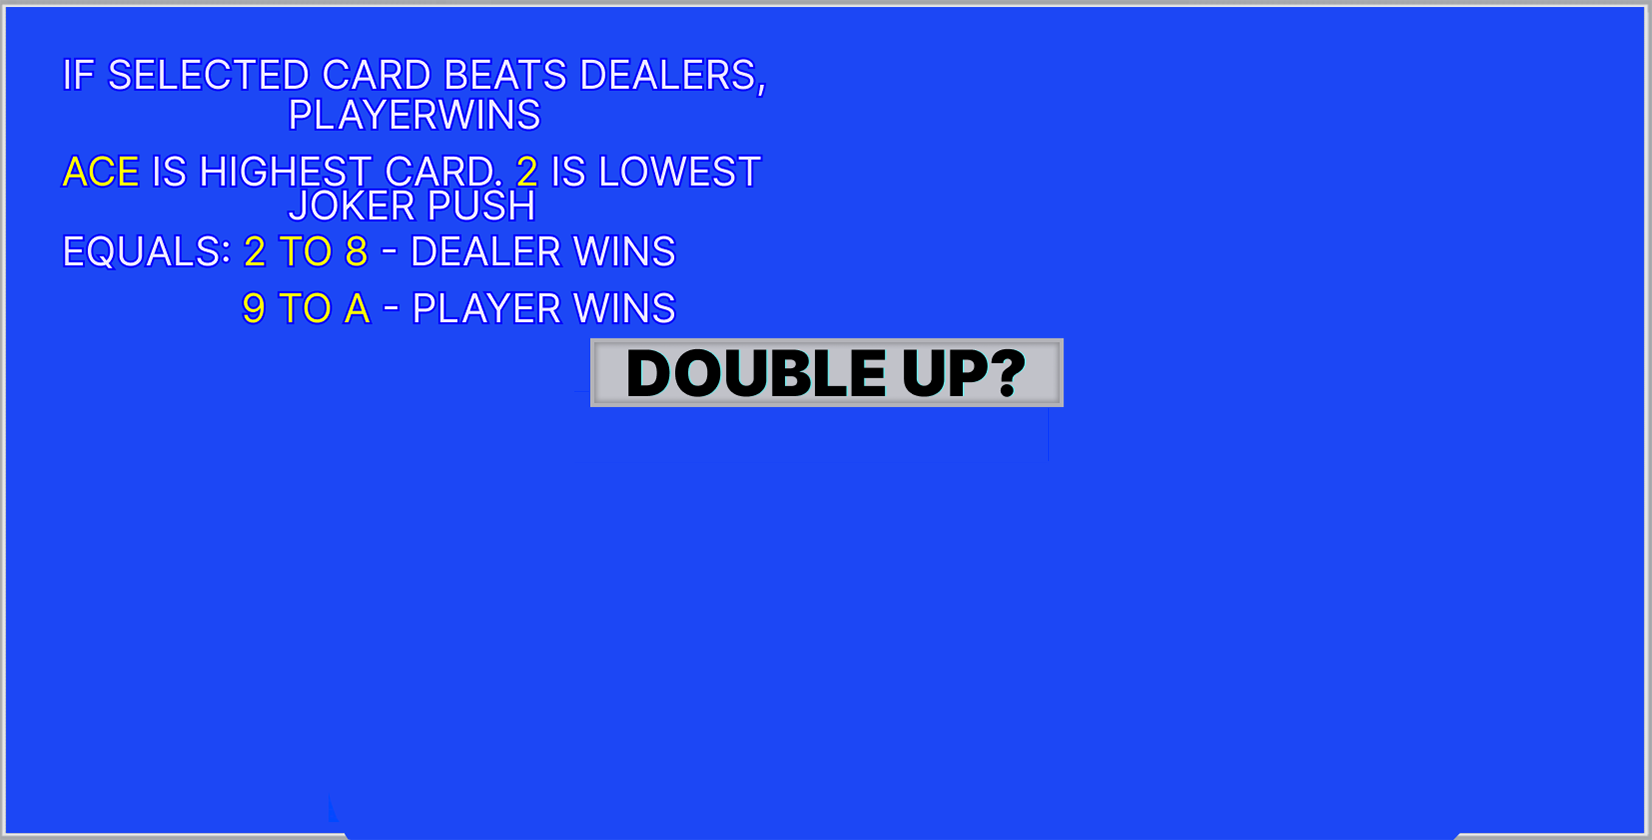 IF SELECTED CARD BEATS DEALERS,
PLAYERWINS
ACE IS HIGHEST CARD. 2 IS LOWEST
JOKER PUSH
EQUALS: 2 TO 8 - DEALER WINS
9 TO A - PLAYER WINS
DOUBLE UP?